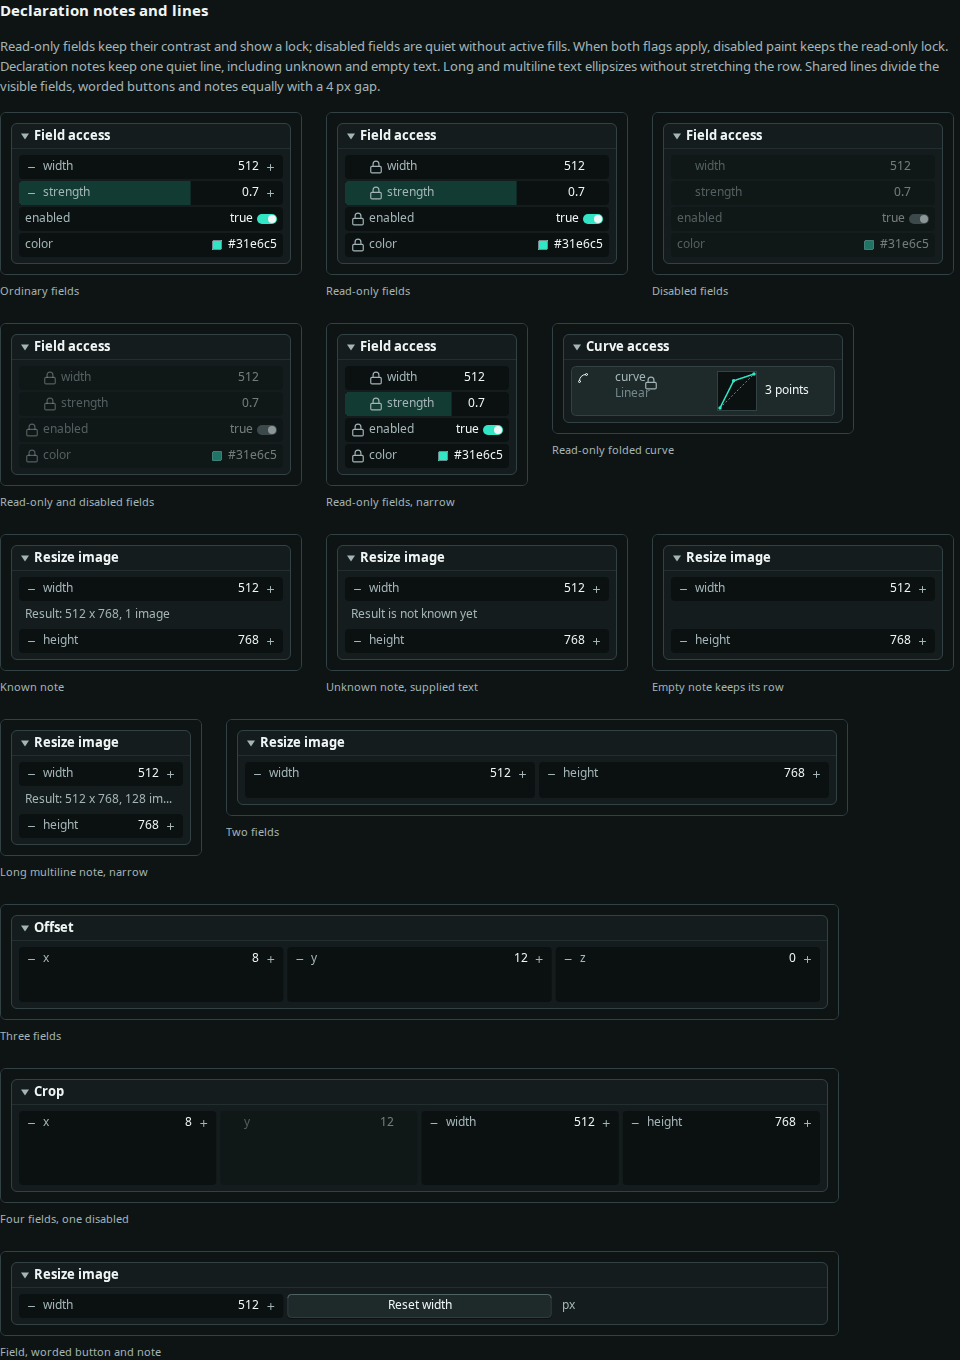 Declaration notes and lines
Read-only fields keep their contrast and show a lock; disabled fields are quiet without active fills. When both flags apply, disabled paint keeps the read-only lock.
Declaration notes keep one quiet line, including unknown and empty text. Long and multiline text ellipsizes without stretching the row. Shared lines divide the
visible fields, worded buttons and notes equally with a 4 px gap.
Field access
− width 512 +
− strength 0.7 +
enabled true
color #31e6c5
Ordinary fields
Field access
width 512
strength 0.7
enabled true
color #31e6c5
Read-only fields
Field access
width 512
strength 0.7
enabled true
color #31e6c5
Disabled fields
Field access
width 512
strength 0.7
enabled true
color #31e6c5
Read-only and disabled fields
Field access
width 512
strength 0.7
enabled true
color #31e6c5
Read-only fields, narrow
Curve access
curve
Linear
3 points
Read-only folded curve
Resize image
− width 512 +
Result: 512 x 768, 1 image
− height 768 +
Known note
Resize image
− width 512 +
Result is not known yet
− height 768 +
Unknown note, supplied text
Resize image
− width 512 +
− height 768 +
Empty note keeps its row
Resize image
− width 512 +
Result: 512 x 768, 128 im...
− height 768 +
Long multiline note, narrow
Resize image
− width 512 + − height 768 +
Two fields
Offset
− x 8 + − y 12 + − z 0 +
Three fields
Crop
− x 8 + y 12 − width 512 + − height 768 +
Four fields, one disabled
Resize image
− width 512 + Reset width px
Field, worded button and note